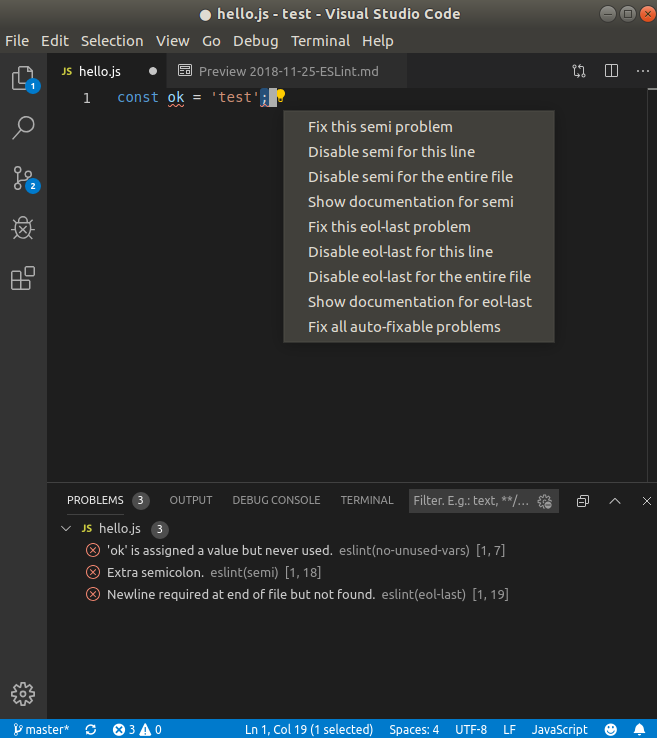 ● hello.js - test - Visual Studio Code
File Edit Selection View Go Debug Terminal Help
JS hello.js ● Preview 2018-11-25-ESLint.md ...
1
1 const ok = 'test';
Fix this semi problem
Disable semi for this line
Disable semi for the entire file
Show documentation for semi
Fix this eol-last problem
Disable eol-last for this line
Disable eol-last for the entire file
Show documentation for eol-last
Fix all auto-fixable problems
2
PROBLEMS 3 OUTPUT DEBUG CONSOLE TERMINAL Filter. E.g.: text, **/...
JS hello.js 3
'ok' is assigned a value but never used. eslint(no-unused-vars) [1, 7]
Extra semicolon. eslint(semi) [1, 18]
Newline required at end of file but not found. eslint(eol-last) [1, 19]
master* 3 0 Ln 1, Col 19 (1 selected) Spaces: 4 UTF-8 LF JavaScript